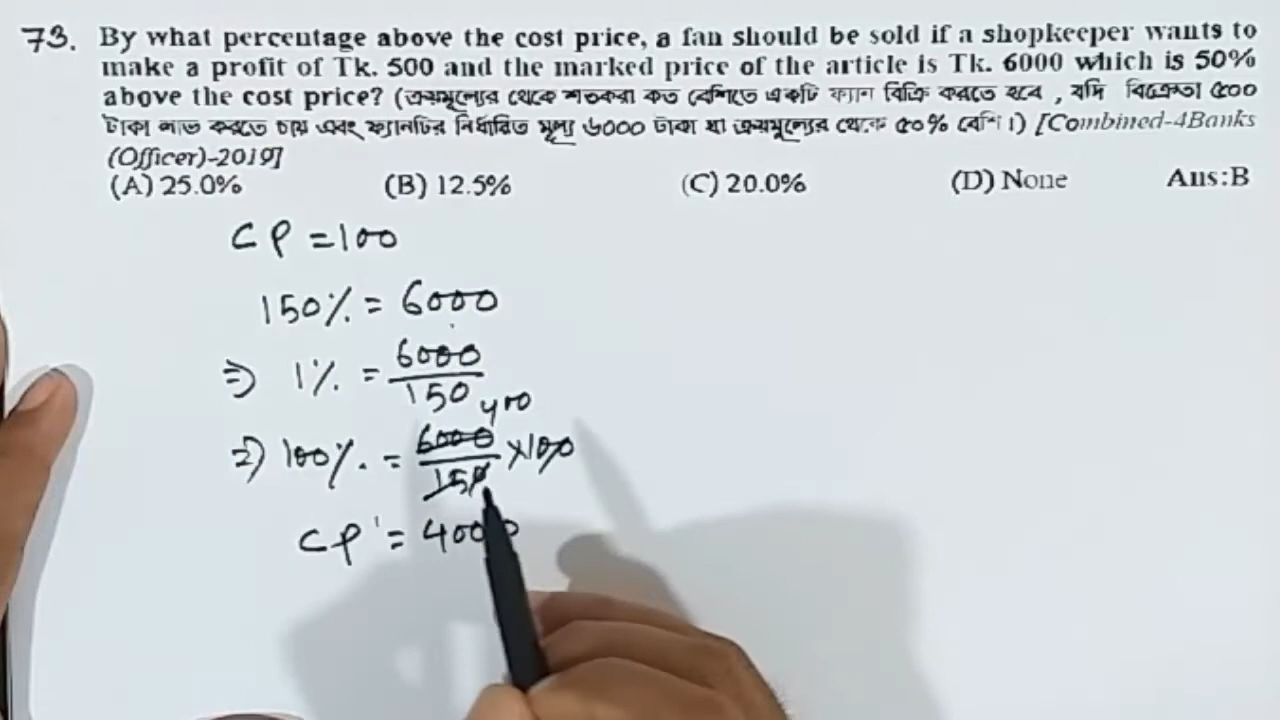 73. By what percentage above the cost price, a fan should be sold if a shopkeeper wants to
make a profit of Tk. 500 and the marked price of the article is Tk. 6000 which is 50%
above the cost price? (ক্রয়মূল্যের থেকে শতকরা কত বেশিতে একটি ফ্যান বিক্রি করতে হবে , যদি বিক্রেতা ৫০০
টাকা লাভ করতে চায় এবং ফ্যানটির নির্ধারিত মূল্য ৬০০০ টাকা যা ক্রয়মূল্যের থেকে ৫০% বেশি।) [Combined-4Banks
(Officer)-2019]
(A) 25.0% (B) 12.5% (C) 20.0% (D) None Ans:B
CP = 100
150% = 6000
⇒ 1% = 6000/150
⇒ 100% = 6000/150 × 100 400
CP = 4000